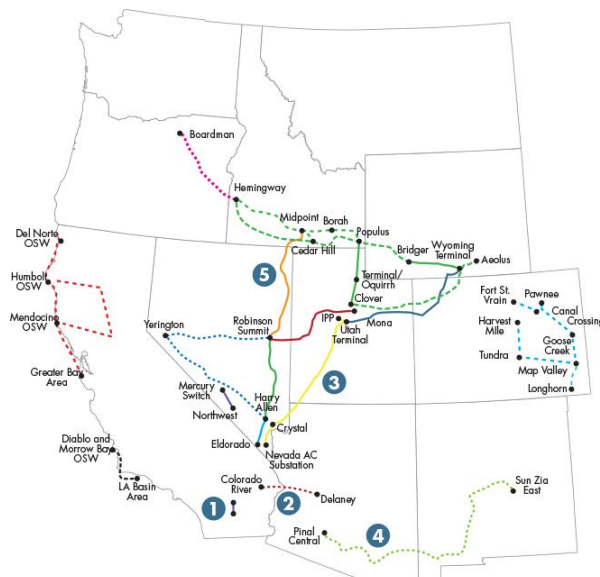 Boardman
Hemingway
Midpoint
Borah
Populus
Cedar Hill
Bridger
Wyoming
Terminal
Aeolus
Del Norte
OSW
Humbolt
OSW
Mendocino
OSW
Greater Bay
Area
5
Terminal/
Oquirrh
Clover
IPP
Mona
Utah
Terminal
Yerington
Robinson
Summit
Fort St.
Vrain
Pawnee
Canal
Crossing
Harvest
Mile
Goose
Creek
Tundra
Map Valley
Longhorn
3
Mercury
Switch
Northwest
Harry
Allen
Crystal
Eldorado
Nevada AC
Substation
Diablo and
Morrow Bay
OSW
LA Basin
Area
Colorado
River
1
2
Delaney
Sun Zia
East
Pinal
Central
4